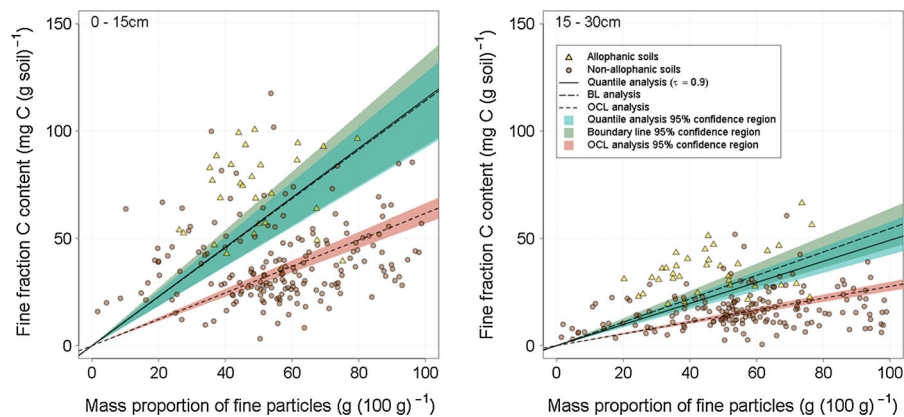 0 - 15cm
150
100
50
0
Fine fraction C content (mg C (g soil)⁻¹)
0 20 40 60 80 100
Mass proportion of fine particles (g (100 g)⁻¹)
15 - 30cm
150
100
50
0
Fine fraction C content (mg C (g soil)⁻¹)
Allophanic soils
Non-allophanic soils
Quantile analysis (τ = 0.9)
BL analysis
OCL analysis
Quantile analysis 95% confidence region
Boundary line 95% confidence region
OCL analysis 95% confidence region
0 20 40 60 80 100
Mass proportion of fine particles (g (100 g)⁻¹)